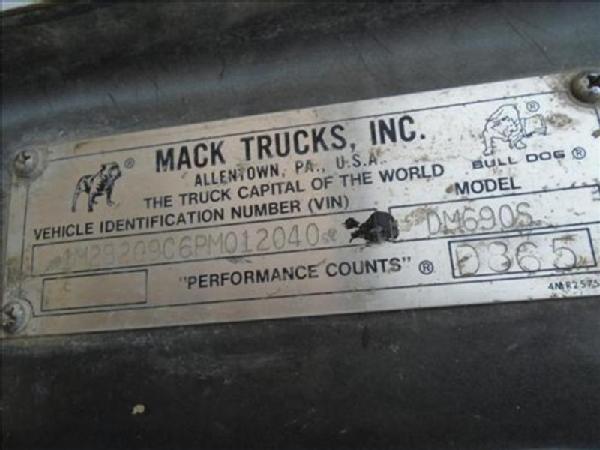 MACK TRUCKS, INC.
ALLENTOWN, PA., U.S.A.
THE TRUCK CAPITAL OF THE WORLD
BULL DOG ®
VEHICLE IDENTIFICATION NUMBER (VIN)
MODEL
DM690S
"PERFORMANCE COUNTS" ®
D365